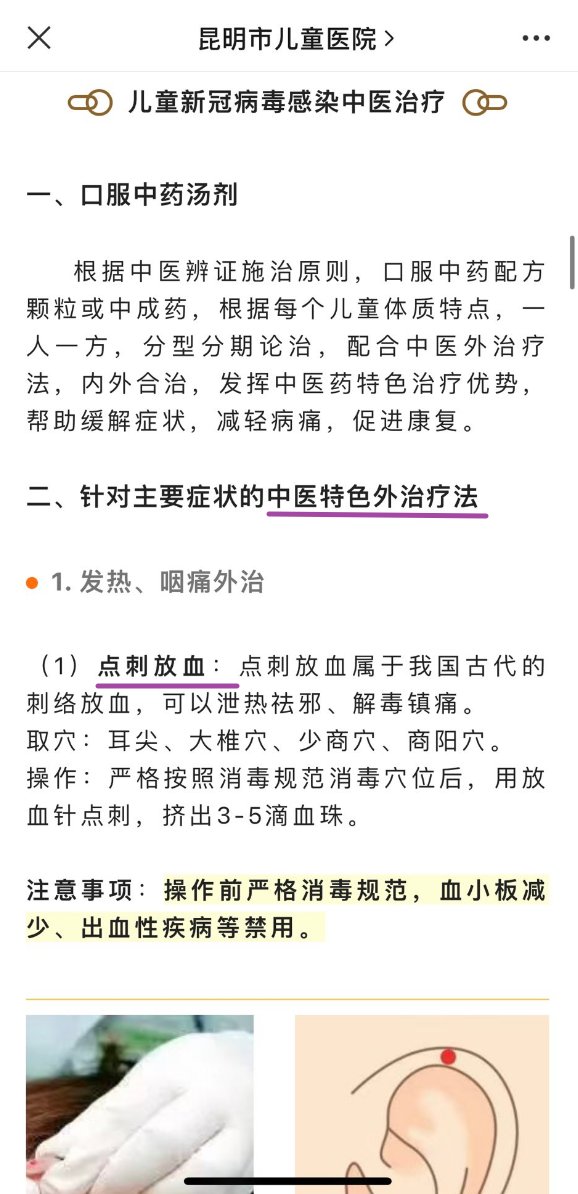 昆明市儿童医院
儿童新冠病毒感染中医治疗
一、口服中药汤剂
根据中医辨证施治原则，口服中药配方
颗粒或中成药，根据每个儿童体质特点，一
人一方，分型分期论治，配合中医外治疗
法，内外合治，发挥中医药特色治疗优势，
帮助缓解症状，减轻病痛，促进康复。
二、针对主要症状的中医特色外治疗法
1. 发热、咽痛外治
（1）点刺放血：点刺放血属于我国古代的
刺络放血，可以泄热祛邪、解毒镇痛。
取穴：耳尖、大椎穴、少商穴、商阳穴。
操作：严格按照消毒规范消毒穴位后，用放
血针点刺，挤出3-5滴血珠。
注意事项：操作前严格消毒规范，血小板减
少、出血性疾病等禁用。